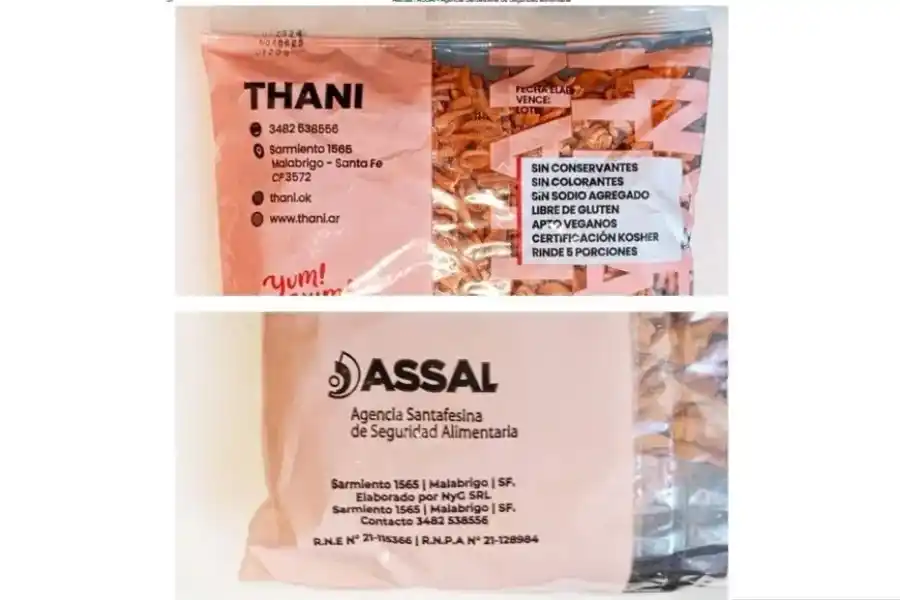 THANI
3482 538556
Sarmiento 1565
Malabrigo - Santa Fe
CP 3572
thani.ok
www.thani.ar
Yum!
FECHA ELAB
VENCE:
LOTE
SIN CONSERVANTES
SIN COLORANTES
SIN SODIO AGREGADO
LIBRE DE GLUTEN
APTO VEGANOS
CERTIFICACIÓN KOSHER
RINDE 5 PORCIONES
ASSAL
Agencia Santafesina
de Seguridad Alimentaria
Sarmiento 1565 | Malabrigo | SF.
Elaborado por NyG SRL
Sarmiento 1565 | Malabrigo | SF.
Contacto 3482 538556
R.N.E N° 21-115366 | R.N.P.A N° 21-128984